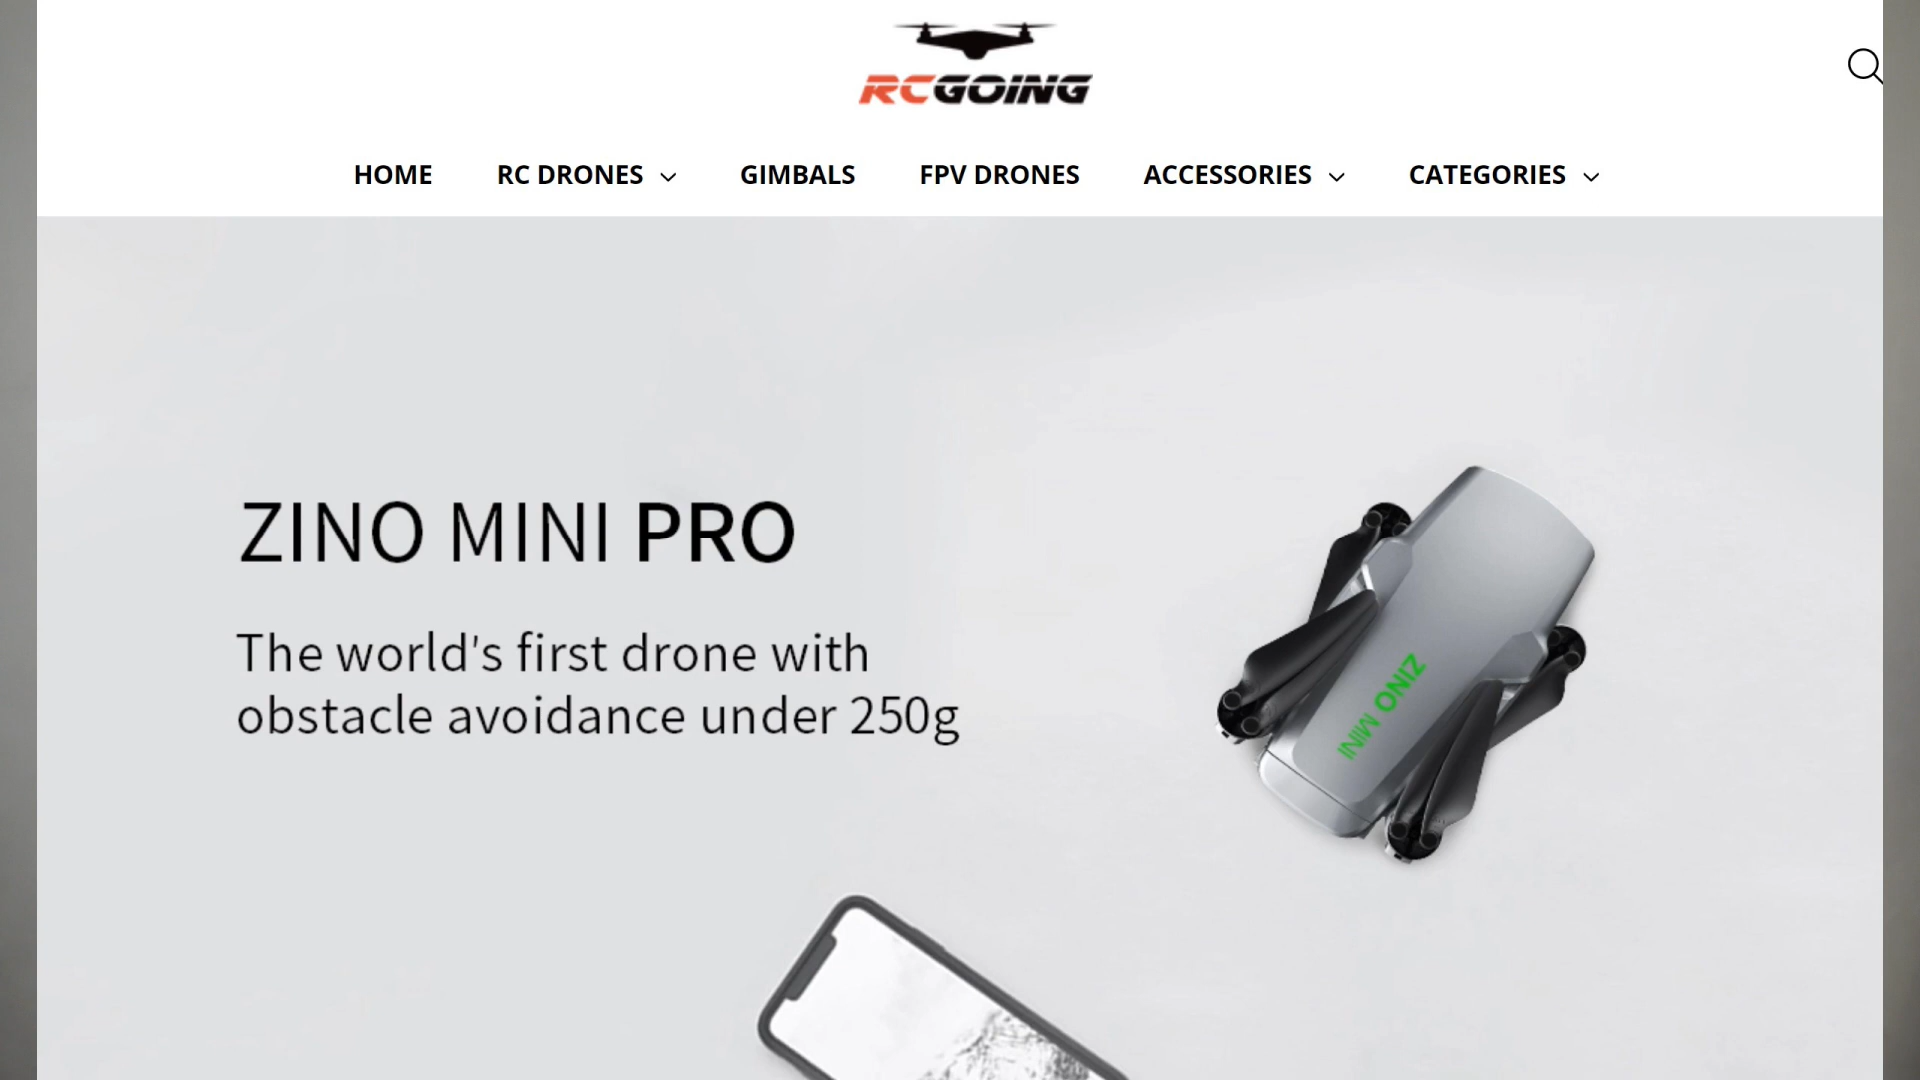 RCGOING
HOME RC DRONES GIMBALS FPV DRONES ACCESSORIES CATEGORIES
ZINO MINI PRO
The world's first drone with
obstacle avoidance under 250g
ZINO MINI